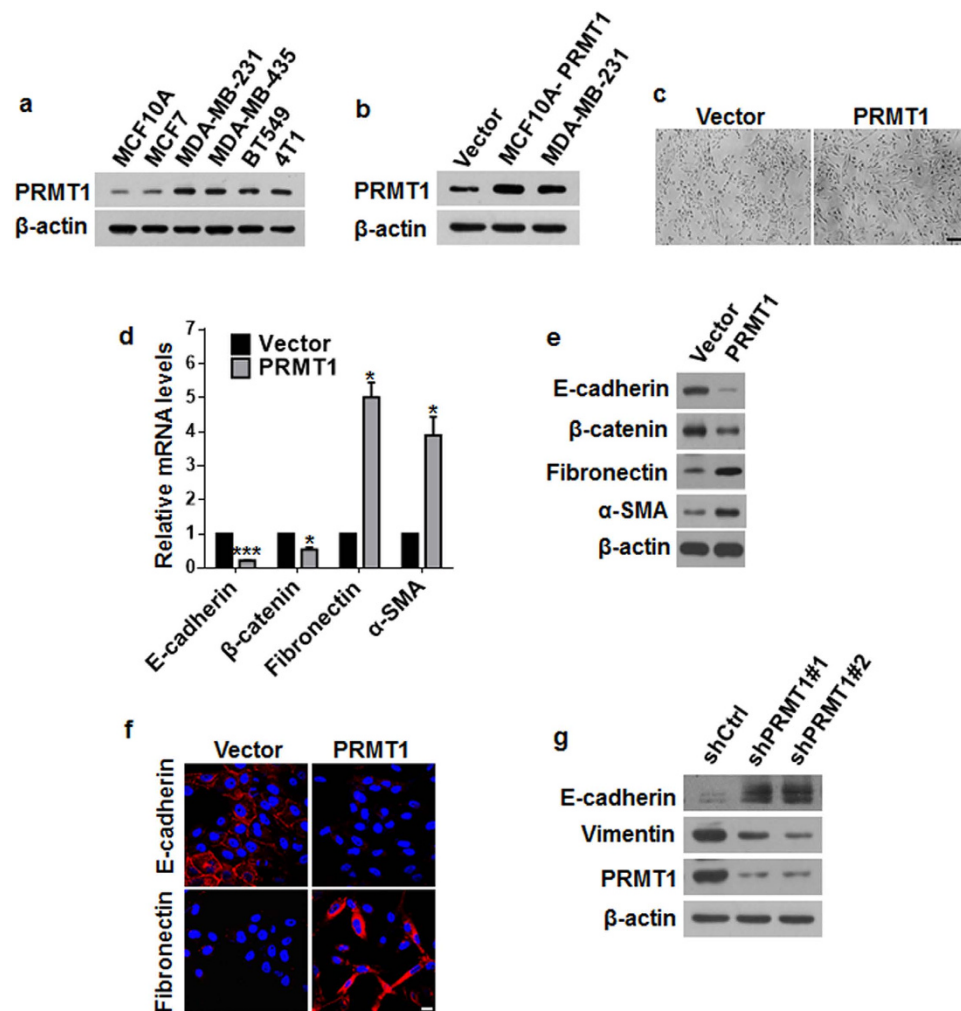 a
MCF10A
MCF7
MDA-MB-231
MDA-MB-435
BT549
4T1
PRMT1
β-actin
b
Vector
MCF10A- PRMT1
MDA-MB-231
PRMT1
β-actin
c
Vector PRMT1
d
Vector
PRMT1
Relative mRNA levels
7
6
5
4
3
2
1
0
***
*
*
*
E-cadherin
β-catenin
Fibronectin
α-SMA
e
Vector
PRMT1
E-cadherin
β-catenin
Fibronectin
α-SMA
β-actin
f
Vector PRMT1
E-cadherin
Fibronectin
g
shCtrl
shPRMT1#1
shPRMT1#2
E-cadherin
Vimentin
PRMT1
β-actin